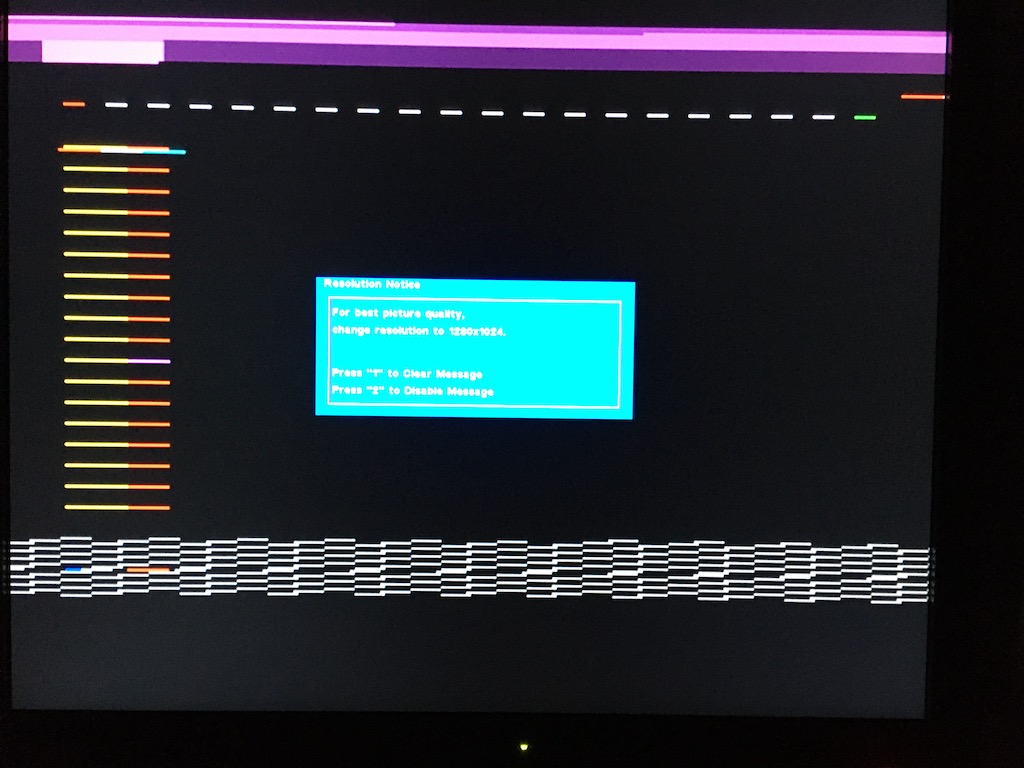 Resolution Notice
For best picture quality,
change resolution to 1280x1024.
Press "1" to Clear Message
Press "2" to Disable Message